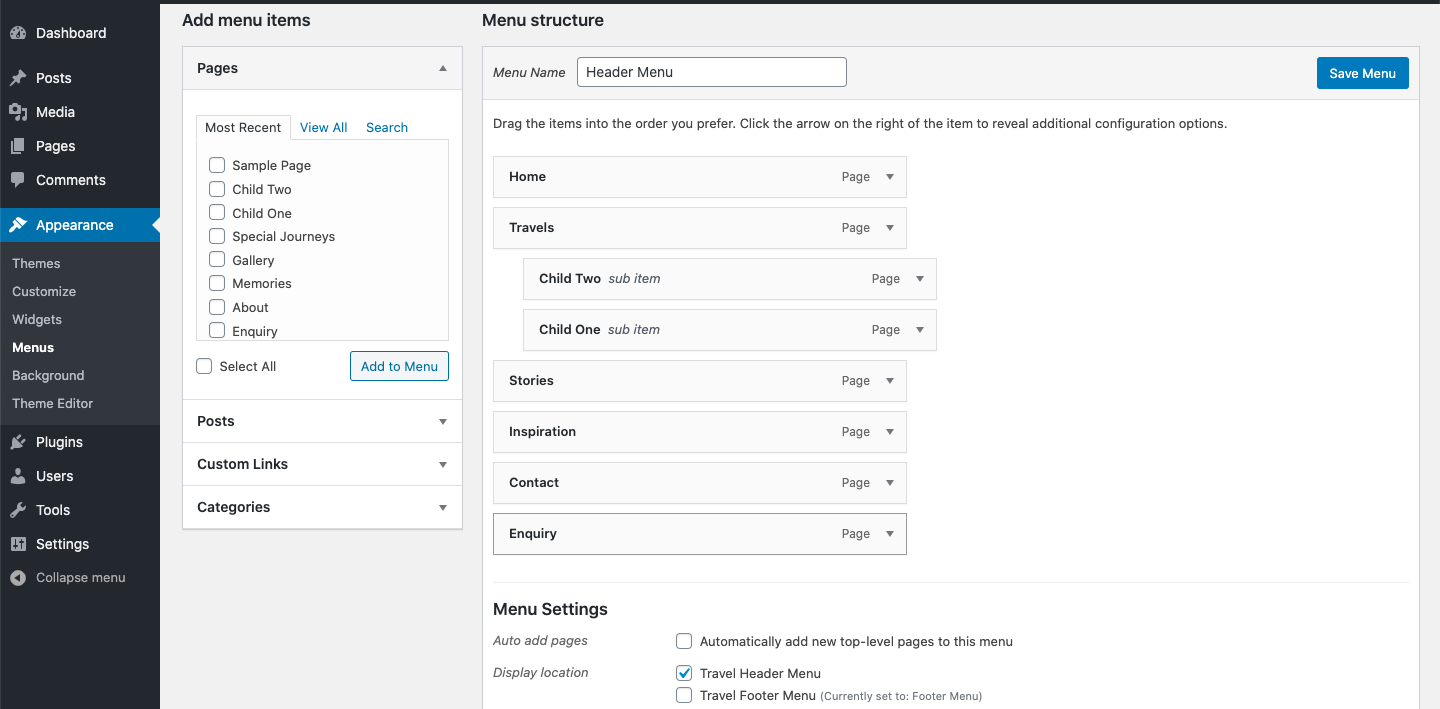 Dashboard
Posts
Media
Pages
Comments
Appearance
Themes
Customize
Widgets
Menus
Background
Theme Editor
Plugins
Users
Tools
Settings
Collapse menu
Add menu items
Pages
Most Recent View All Search
Sample Page
Child Two
Child One
Special Journeys
Gallery
Memories
About
Enquiry
Select All Add to Menu
Posts
Custom Links
Categories
Menu structure
Menu Name Header Menu Save Menu
Drag the items into the order you prefer. Click the arrow on the right of the item to reveal additional configuration options.
Home Page
Travels Page
Child Two sub item Page
Child One sub item Page
Stories Page
Inspiration Page
Contact Page
Enquiry Page
Menu Settings
Auto add pages Automatically add new top-level pages to this menu
Display location Travel Header Menu
Travel Footer Menu (Currently set to: Footer Menu)